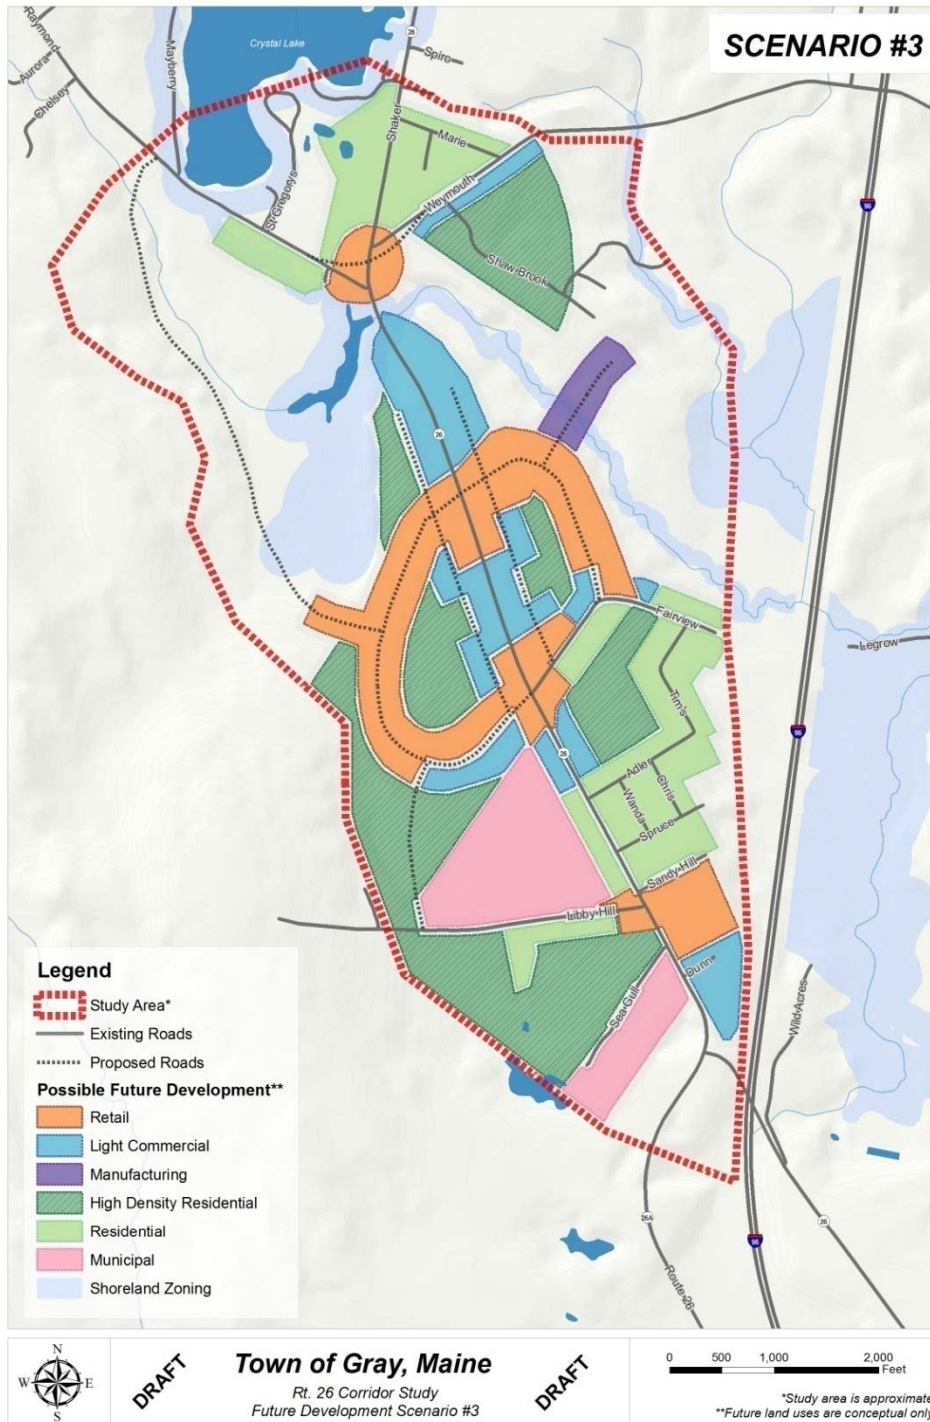 SCENARIO #3
Crystal Lake
Raymond
Aurora
Chelsey
Mayberry
26
Spiro
Shaker
Marie
Weymouth
St Gregorys
Shaw Brook
95
26
Fairview
Legrow
Tim's
26
95
Adler
Wanda
Chris
Spruce
Sandy Hill
Libby Hill
Dunn
Sea Gull
Wild Acres
26A
26
95
Route 26
Legend
Study Area*
Existing Roads
Proposed Roads
Possible Future Development**
Retail
Light Commercial
Manufacturing
High Density Residential
Residential
Municipal
Shoreland Zoning
N
W E
S
DRAFT
Town of Gray, Maine
Rt. 26 Corridor Study
Future Development Scenario #3
DRAFT
0 500 1,000 2,000
Feet
*Study area is approximate
**Future land uses are conceptual only